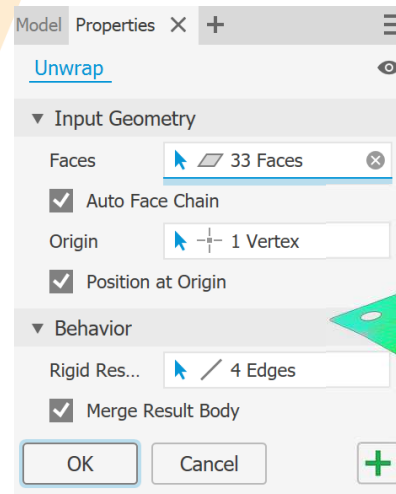 Model Properties
Unwrap
Input Geometry
Faces 33 Faces
Auto Face Chain
Origin 1 Vertex
Position at Origin
Behavior
Rigid Res... 4 Edges
Merge Result Body
OK Cancel